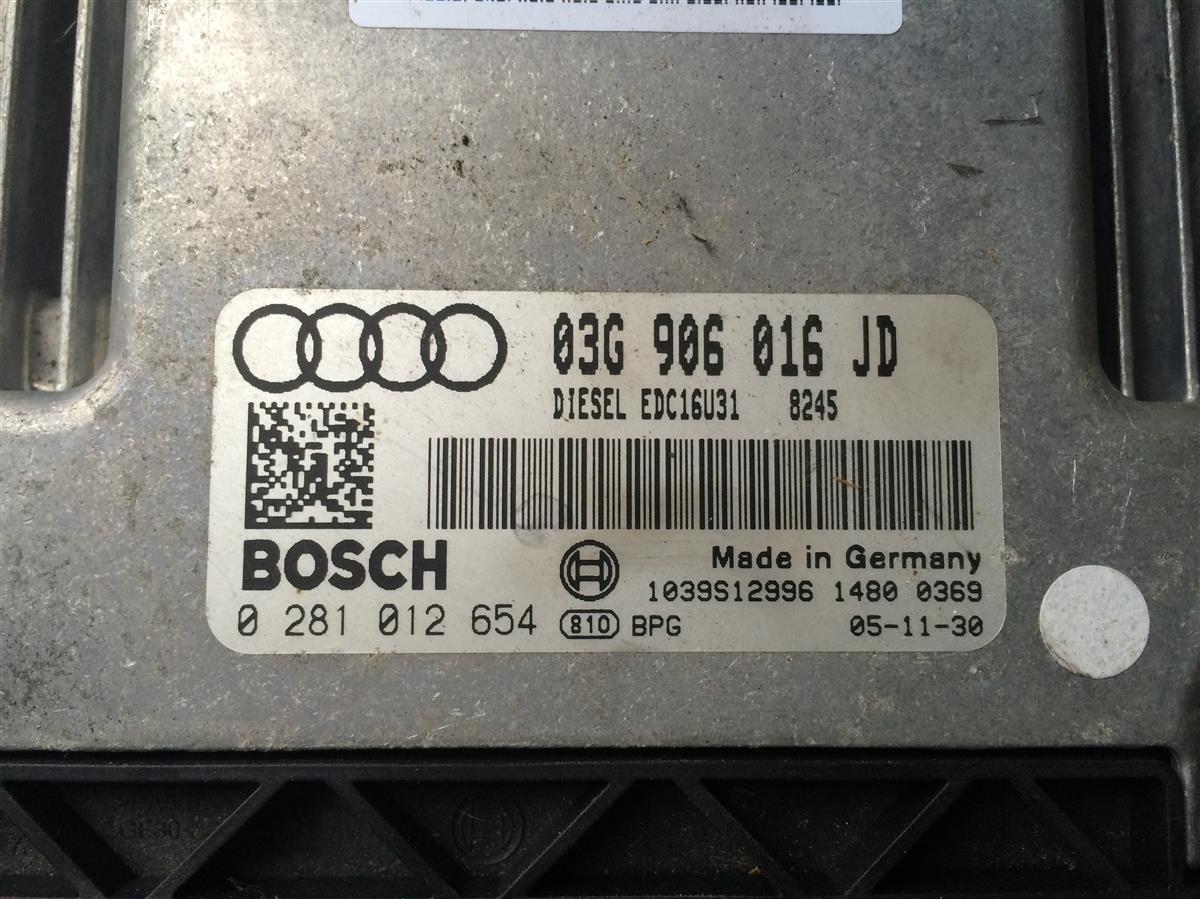 03G 906 016 JD
DIESEL EDC16U31 8245
BOSCH
Made in Germany
1039S12996 1480 0369
0 281 012 654 810 BPG 05-11-30